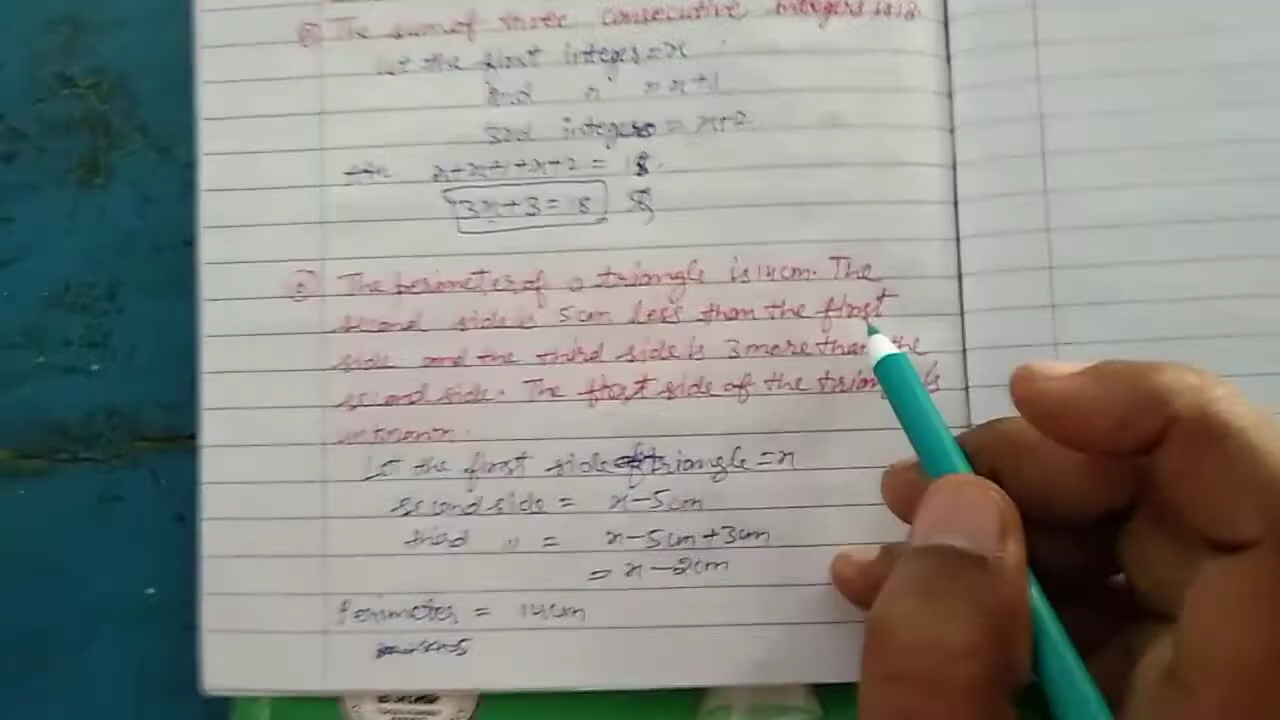 The sum of three consecutive integers is 18.
Let the first integer = x
2nd " = x+1
3rd integer = x+2
x+x+1+x+2 = 18.
3x+3 = 18
The perimeter of a triangle is 14cm. The
second side is 5cm less than the first
side and the third side is 3 more than the
second side. The first side of the triangle is
unknown.
Let the first side of triangle = x
second side = x-5cm
third " = x-5cm+3cm
= x-2cm
Perimeter = 14cm